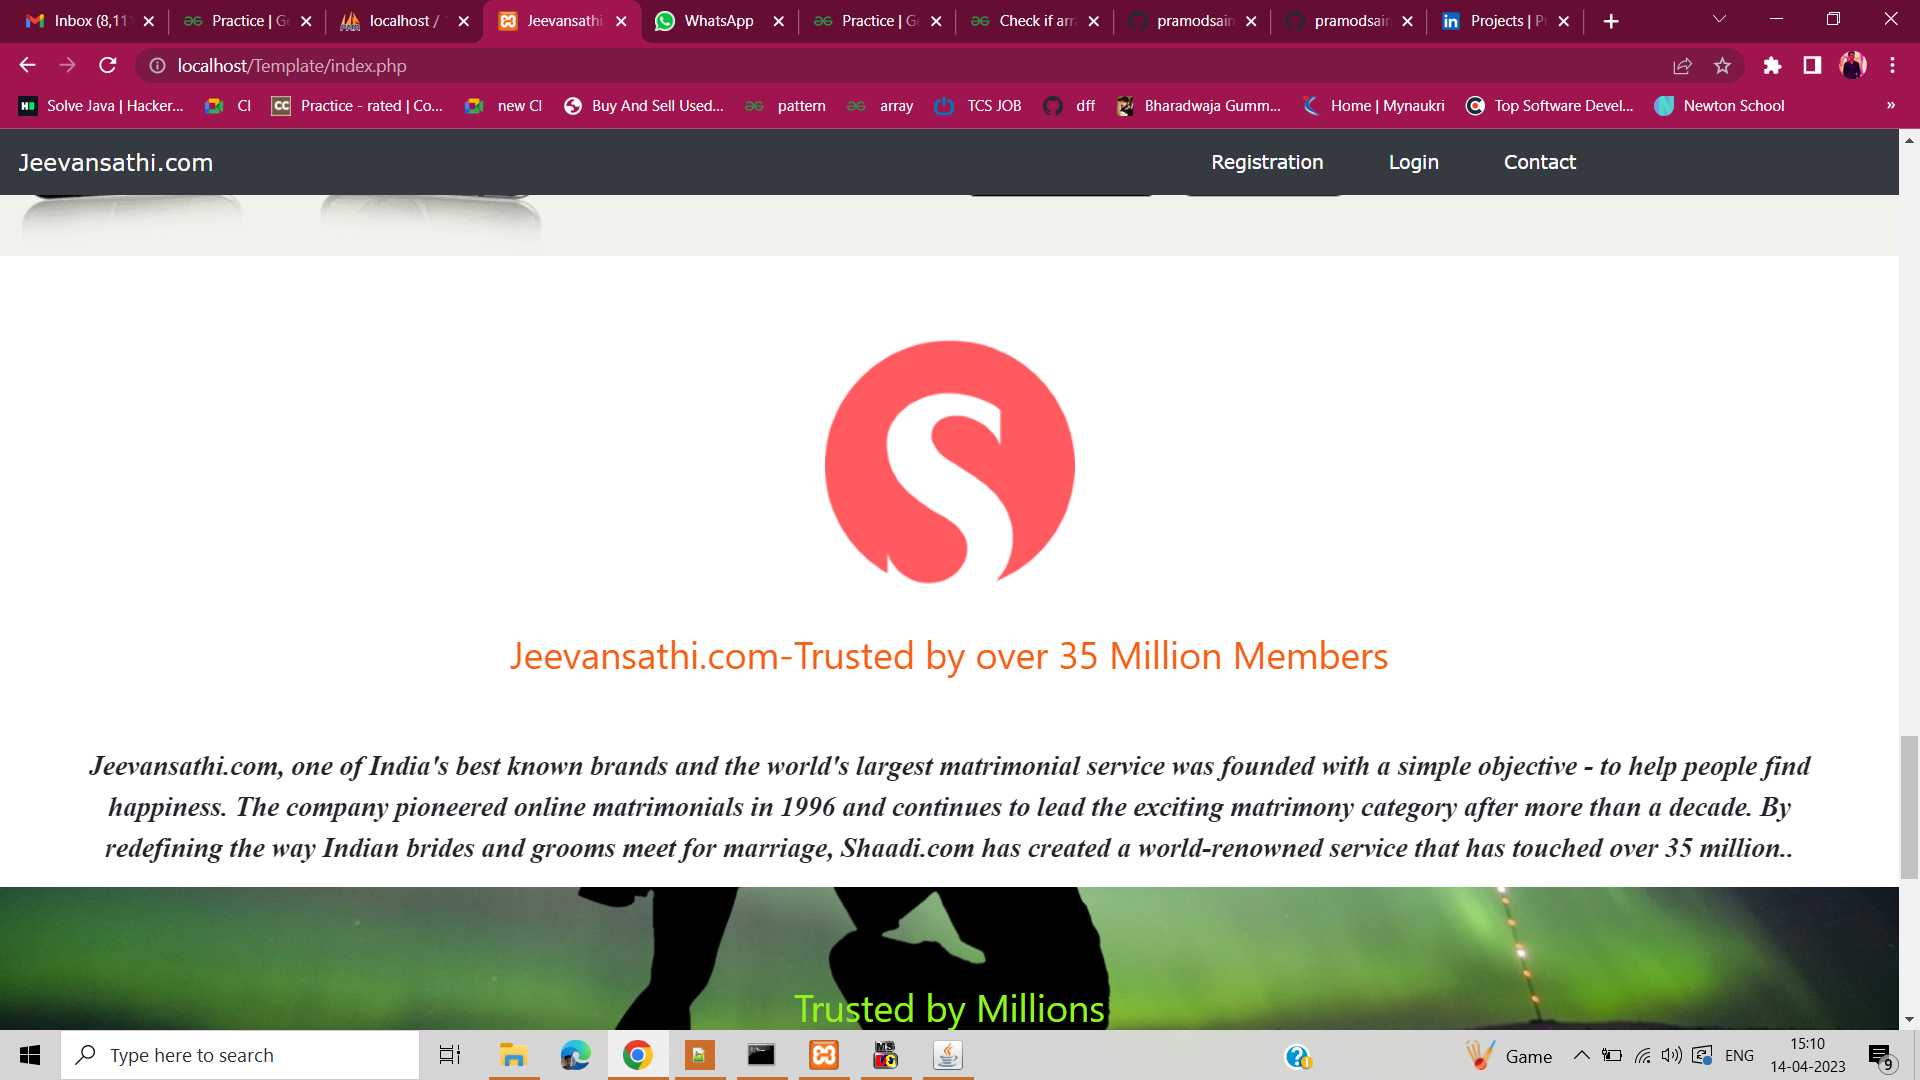 Inbox (8,11
Practice | Ge
localhost /
Jeevansathi
WhatsApp
Practice | Ge
Check if arra
pramodsain
pramodsain
Projects | Pr
localhost/Template/index.php
Solve Java | Hacker...
CI
Practice - rated | Co...
new CI
Buy And Sell Used...
pattern
array
TCS JOB
dff
Bharadwaja Gumm...
Home | Mynaukri
Top Software Devel...
Newton School
»
Jeevansathi.com
Registration
Login
Contact
S
Jeevansathi.com-Trusted by over 35 Million Members
Jeevansathi.com, one of India's best known brands and the world's largest matrimonial service was founded with a simple objective - to help people find
happiness. The company pioneered online matrimonials in 1996 and continues to lead the exciting matrimony category after more than a decade. By
redefining the way Indian brides and grooms meet for marriage, Shaadi.com has created a world-renowned service that has touched over 35 million..
Trusted by Millions
Type here to search
Game
ENG
15:10
14-04-2023
9